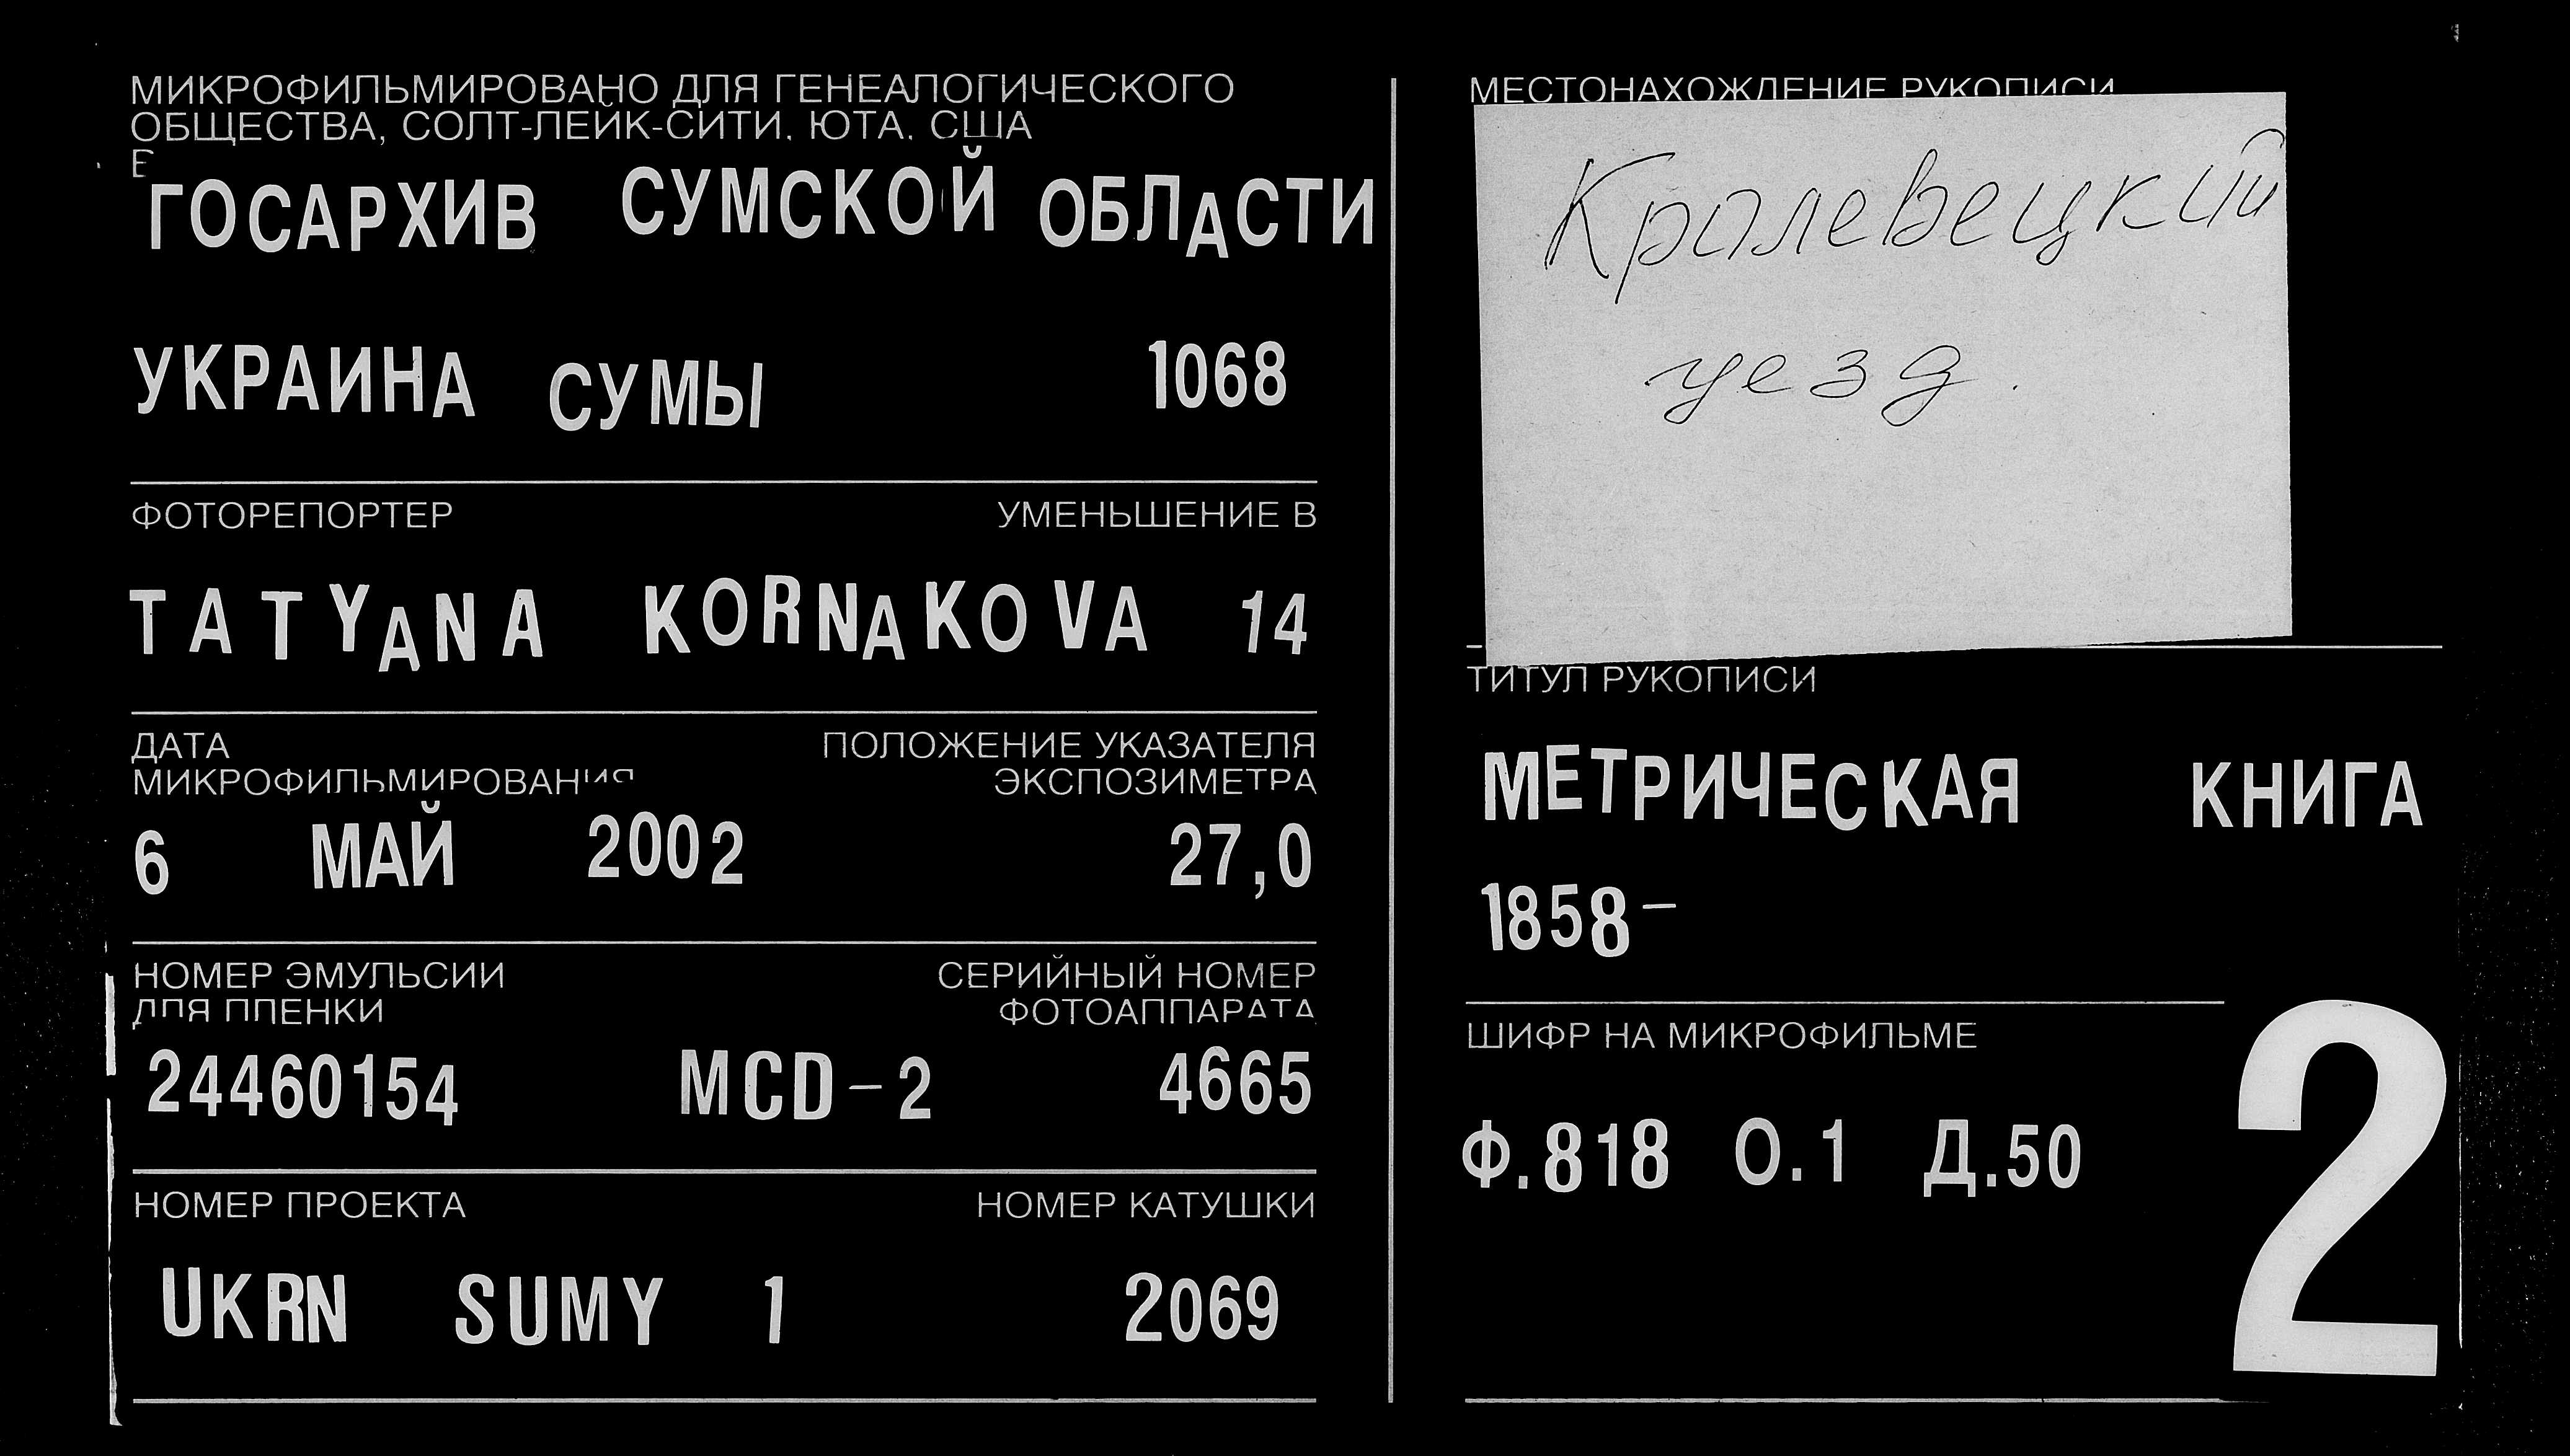 МИКРОФИЛЬМИРОВАНО ДЛЯ ГЕНЕАЛОГИЧЕСКОГО
ОБЩЕСТВА, СОЛТ-ЛЕЙК-СИТИ, ЮТА, США
В
ГОСАРХИВ СУМСКОЙ ОБЛАСТИ
УКРАИНА СУМЫ 1068
ФОТОРЕПОРТЕР УМЕНЬШЕНИЕ В
TATYANA KORNAKOVA 14
ДАТА ПОЛОЖЕНИЕ УКАЗАТЕЛЯ
МИКРОФИЛЬМИРОВАНИЯ ЭКСПОЗИМЕТРА
6 МАЙ 2002 27,0
НОМЕР ЭМУЛЬСИИ СЕРИЙНЫЙ НОМЕР
ДЛЯ ПЛЕНКИ ФОТОАППАРАТА
24460154 MCD-2 4665
НОМЕР ПРОЕКТА НОМЕР КАТУШКИ
UKRN SUMY 1 2069
МЕСТОНАХОЖДЕНИЕ РУКОПИСИ
Кролевецкий
уезд.
ТИТУЛ РУКОПИСИ
МЕТРИЧЕСКАЯ КНИГА
1858-
ШИФР НА МИКРОФИЛЬМЕ
Ф.818 О.1 Д.50
2